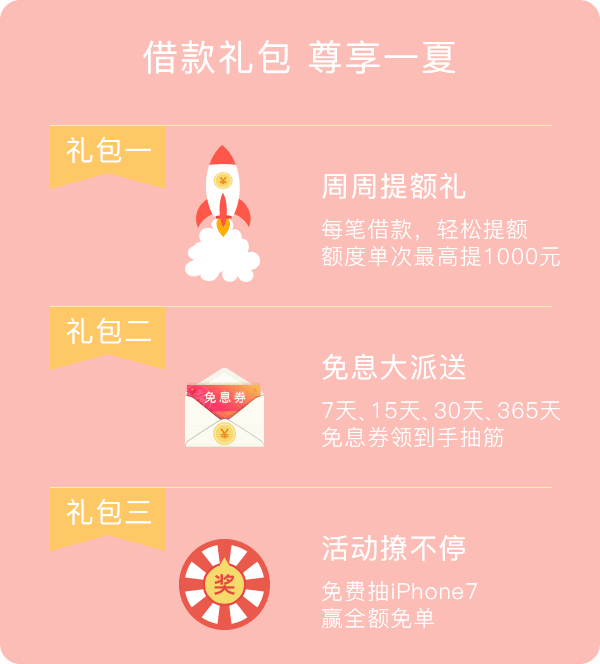 借款礼包 尊享一夏
礼包一
¥
周周提额礼
每笔借款，轻松提额
额度单次最高提1000元
礼包二
免息券
¥
免息大派送
7天、15天、30天、365天
免息券领到手抽筋
礼包三
奖
活动撩不停
免费抽iPhone7
赢全额免单